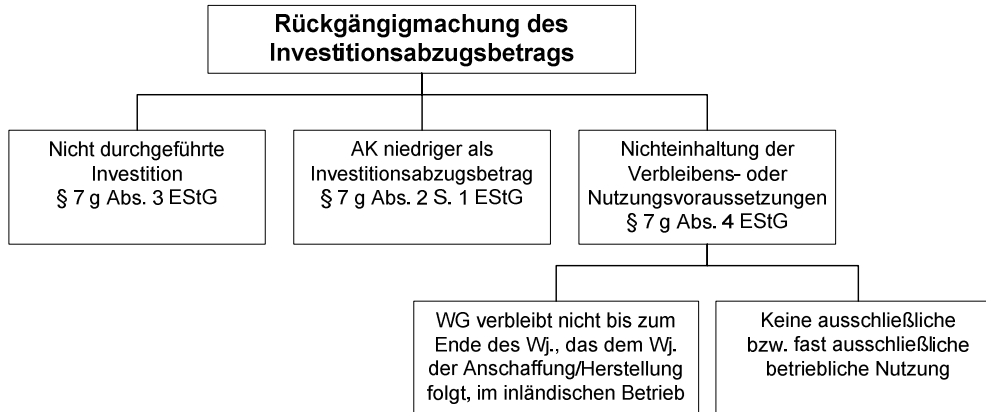 Rückgängigmachung des
Investitionsabzugsbetrags
Nicht durchgeführte
Investition
§ 7 g Abs. 3 EStG
AK niedriger als
Investitionsabzugsbetrag
§ 7 g Abs. 2 S. 1 EStG
Nichteinhaltung der
Verbleibens- oder
Nutzungsvoraussetzungen
§ 7 g Abs. 4 EStG
WG verbleibt nicht bis zum
Ende des Wj., das dem Wj.
der Anschaffung/Herstellung
folgt, im inländischen Betrieb
Keine ausschließliche
bzw. fast ausschließliche
betriebliche Nutzung